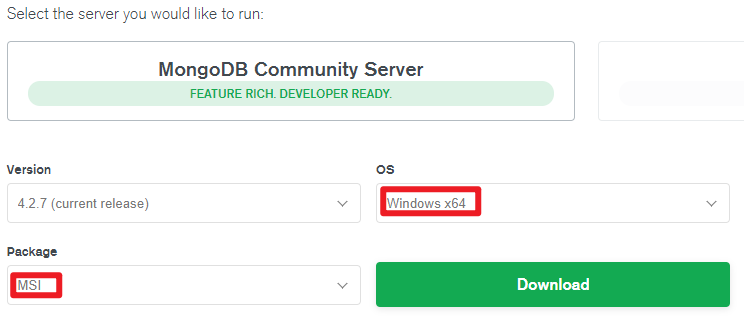 Select the server you would like to run:
MongoDB Community Server
FEATURE RICH. DEVELOPER READY.
Version
OS
4.2.7 (current release)
Windows x64
Package
MSI
Download